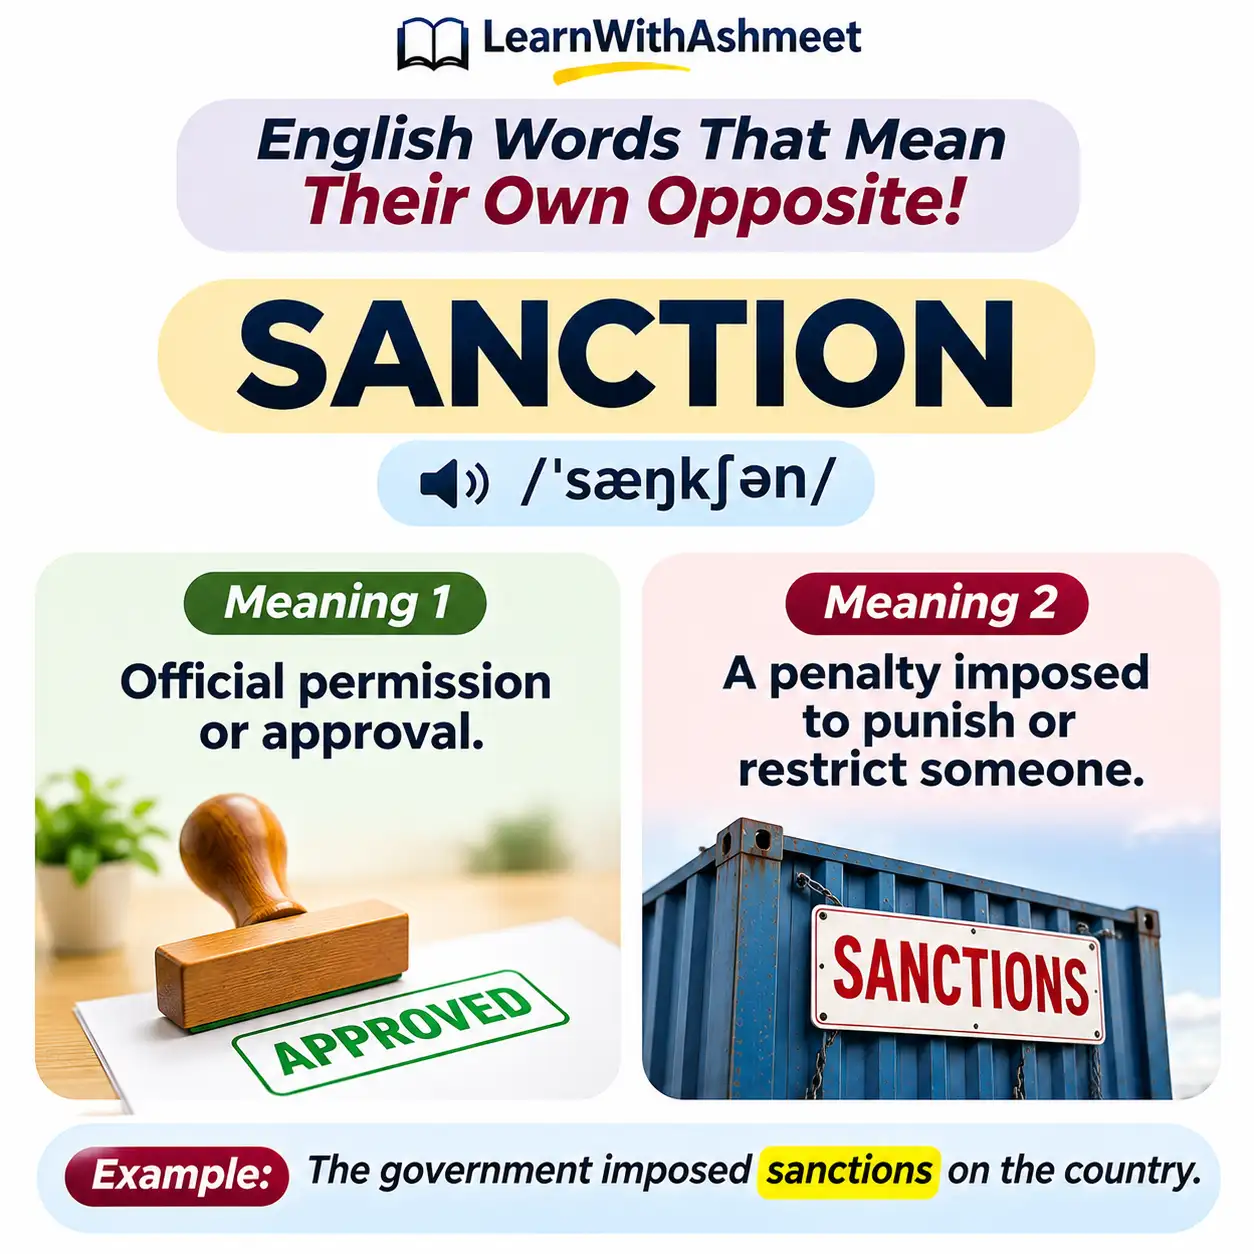 LearnWithAshmeet
English Words That Mean
Their Own Opposite!
SANCTION
/ˈsæŋkʃən/
Meaning 1
Official permission
or approval.
APPROVED
Meaning 2
A penalty imposed
to punish or
restrict someone.
SANCTIONS
Example: The government imposed sanctions on the country.